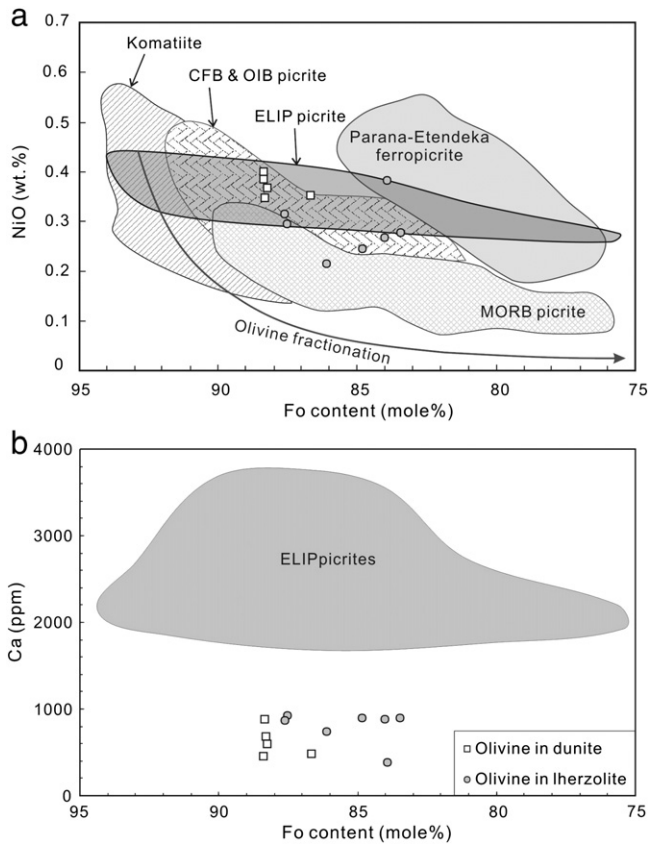 a
0.7
0.6
0.5
0.4
0.3
0.2
0.1
0
NiO (wt.%)
Komatiite
CFB & OIB picrite
ELIP picrite
Parana-Etendeka
ferropicrite
MORB picrite
Olivine fractionation
95
90
85
80
75
Fo content (mole%)
b
4000
3000
2000
1000
0
Ca (ppm)
ELIPpicrites
Olivine in dunite
Olivine in lherzolite
95
90
85
80
75
Fo content (mole%)